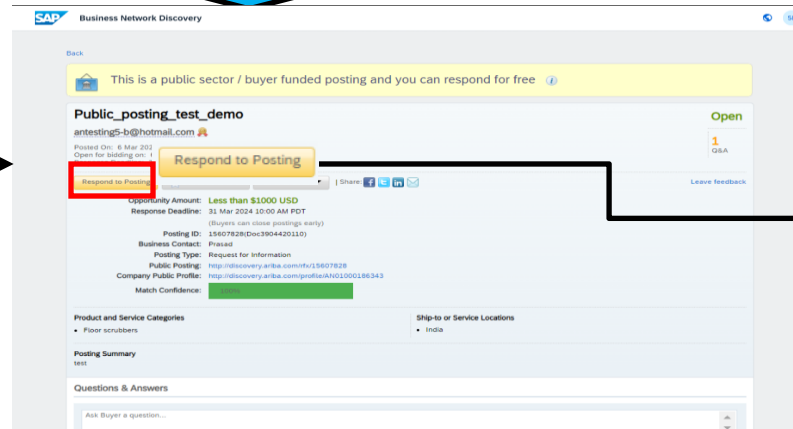 SAP Business Network Discovery
Back
This is a public sector / buyer funded posting and you can respond for free
Public_posting_test_demo
Open
antesting5-b@hotmail.com
1
Q&A
Posted On: 6 Mar 202
Open for bidding on:
Respond to Posting
Respond to Posting
| Share:
Leave feedback
Opportunity Amount: Less than $1000 USD
Response Deadline: 31 Mar 2024 10:00 AM PDT
(Buyers can close postings early)
Posting ID: 15607828(Doc3904420110)
Business Contact: Prasad
Posting Type: Request for Information
Public Posting: http://discovery.ariba.com/rfx/15607828
Company Public Profile: http://discovery.ariba.com/profile/AN01000186343
Match Confidence: 100%
Product and Service Categories
Ship-to or Service Locations
• Floor scrubbers
• India
Posting Summary
test
Questions & Answers
Ask Buyer a question...